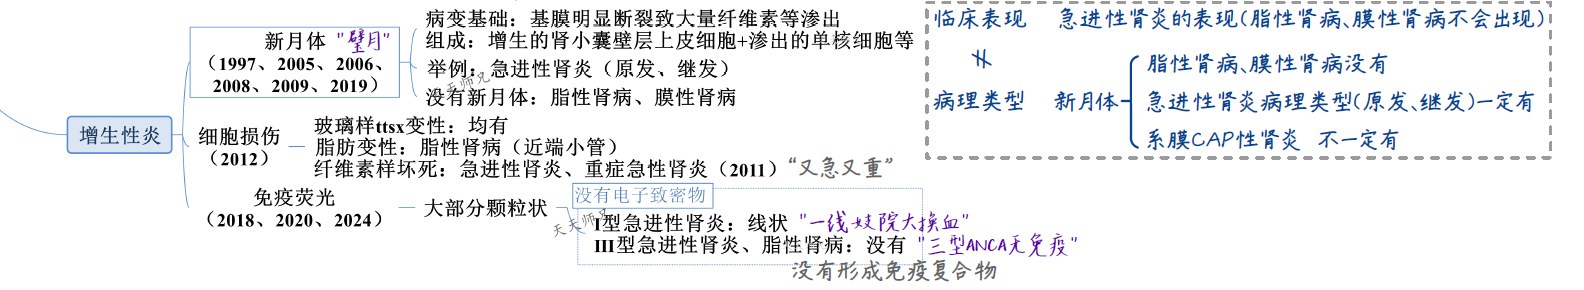 增生性炎
新月体 "壁月"
（1997、2005、2006、
2008、2009、2019）
病变基础：基膜明显断裂致大量纤维素等渗出
组成：增生的肾小囊壁层上皮细胞+渗出的单核细胞等
举例：急进性肾炎（原发、继发）
没有新月体：脂性肾病、膜性肾病
天天师兄
细胞损伤
（2012）
玻璃样ttsx变性：均有
脂肪变性：脂性肾病（近端小管）
纤维素样坏死：急进性肾炎、重症急性肾炎（2011）“又急又重”
免疫荧光
（2018、2020、2024）
大部分颗粒状
没有电子致密物
I型急进性肾炎：线状 "一线妓院大换血"
III型急进性肾炎、脂性肾病：没有 "三型ANCA无免疫"
天天师兄
没有形成免疫复合物
临床表现 急进性肾炎的表现(脂性肾病、膜性肾病不会出现)
≠
病理类型 新月体
脂性肾病、膜性肾病没有
急进性肾炎病理类型(原发、继发)一定有
系膜CAP性肾炎 不一定有